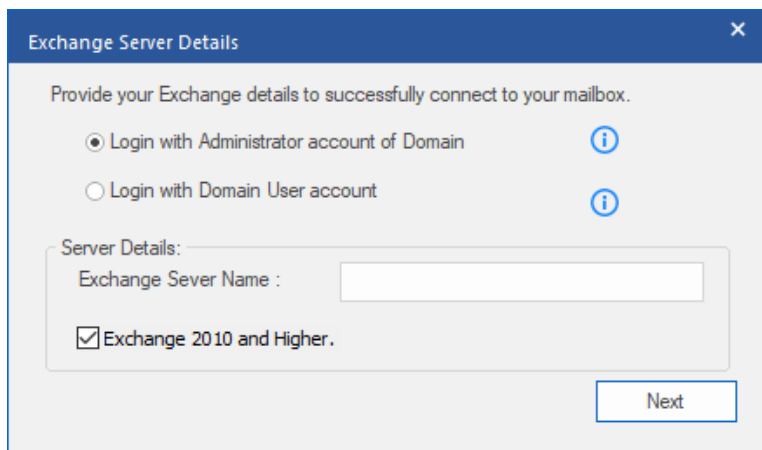 Exchange Server Details
Provide your Exchange details to successfully connect to your mailbox.
Login with Administrator account of Domain
Login with Domain User account
Server Details:
Exchange Sever Name :
Exchange 2010 and Higher.
Next